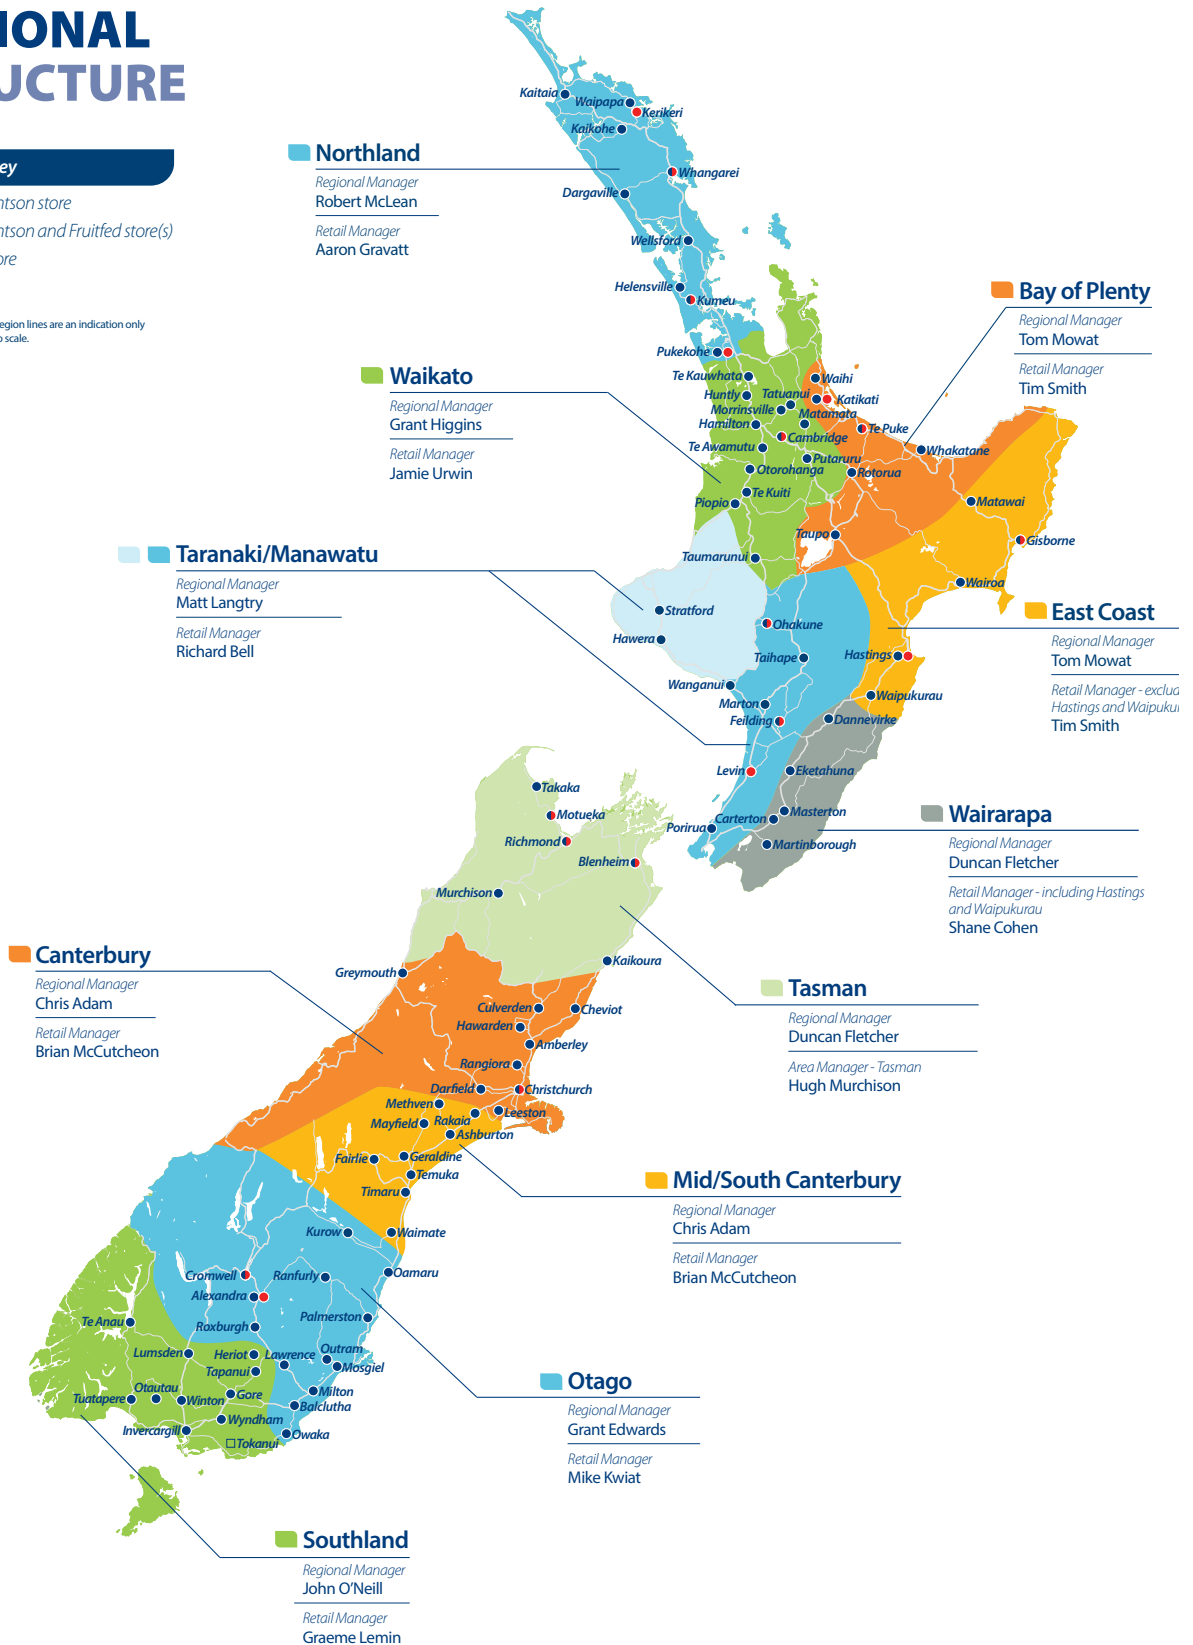 IONAL
UCTURE
ey
ntson store
ntson and Fruitfed store(s)
ore
egion lines are an indication only
o scale.
Kaitaia
Waipapa
Kerikeri
Kaikohe
Northland
Regional Manager
Robert McLean
Retail Manager
Aaron Gravatt
Whangarei
Dargaville
Wellsford
Helensville
Kumeu
Bay of Plenty
Regional Manager
Tom Mowat
Retail Manager
Tim Smith
Pukekohe
Waikato
Regional Manager
Grant Higgins
Retail Manager
Jamie Urwin
Te Kauwhata
Waihi
Huntly
Tatuanui
Katikati
Morrinsville
Matamata
Hamilton
Te Puke
Cambridge
Te Awamutu
Whakatane
Putaruru
Otorohanga
Rotorua
Te Kuiti
Piopio
Matawai
Taupo
Gisborne
Taumarunui
Wairoa
Taranaki/Manawatu
Regional Manager
Matt Langtry
Retail Manager
Richard Bell
Stratford
Hawera
Ohakune
Taihape
Hastings
East Coast
Regional Manager
Tom Mowat
Retail Manager - exclud
Hastings and Waipukur
Tim Smith
Wanganui
Waipukurau
Marton
Feilding
Dannevirke
Levin
Eketahuna
Masterton
Carterton
Porirua
Martinborough
Wairarapa
Regional Manager
Duncan Fletcher
Retail Manager - including Hastings
and Waipukurau
Shane Cohen
Takaka
Motueka
Richmond
Blenheim
Murchison
Kaikoura
Greymouth
Canterbury
Regional Manager
Chris Adam
Retail Manager
Brian McCutcheon
Tasman
Regional Manager
Duncan Fletcher
Area Manager - Tasman
Hugh Murchison
Culverden
Cheviot
Hawarden
Amberley
Rangiora
Darfield
Christchurch
Methven
Leeston
Mayfield
Rakaia
Ashburton
Fairlie
Geraldine
Temuka
Timaru
Mid/South Canterbury
Regional Manager
Chris Adam
Retail Manager
Brian McCutcheon
Kurow
Waimate
Cromwell
Ranfurly
Oamaru
Alexandra
Palmerston
Te Anau
Roxburgh
Lumsden
Heriot
Lawrence
Outram
Mosgiel
Tapanui
Otautau
Gore
Milton
Tuatapere
Winton
Balclutha
Wyndham
Invercargill
Owaka
Tokanui
Otago
Regional Manager
Grant Edwards
Retail Manager
Mike Kwiat
Southland
Regional Manager
John O'Neill
Retail Manager
Graeme Lemin